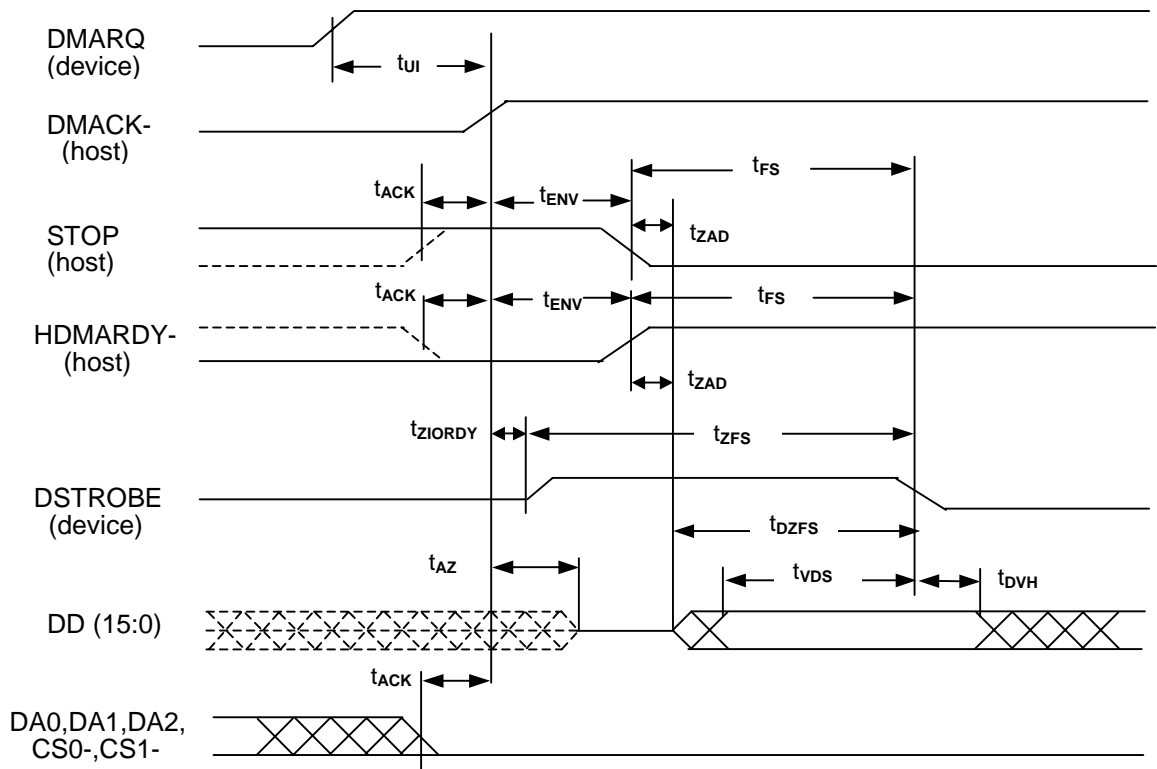 DMARQ
(device)
tUI
DMACK-
(host)
tFS
tACK
tENV
STOP
(host)
tZAD
tACK
tENV
tFS
HDMARDY-
(host)
tZAD
tZIORDY
tZFS
DSTROBE
(device)
tDZFS
tAZ
tVDS
tDVH
DD (15:0)
tACK
DA0,DA1,DA2,
CS0-,CS1-